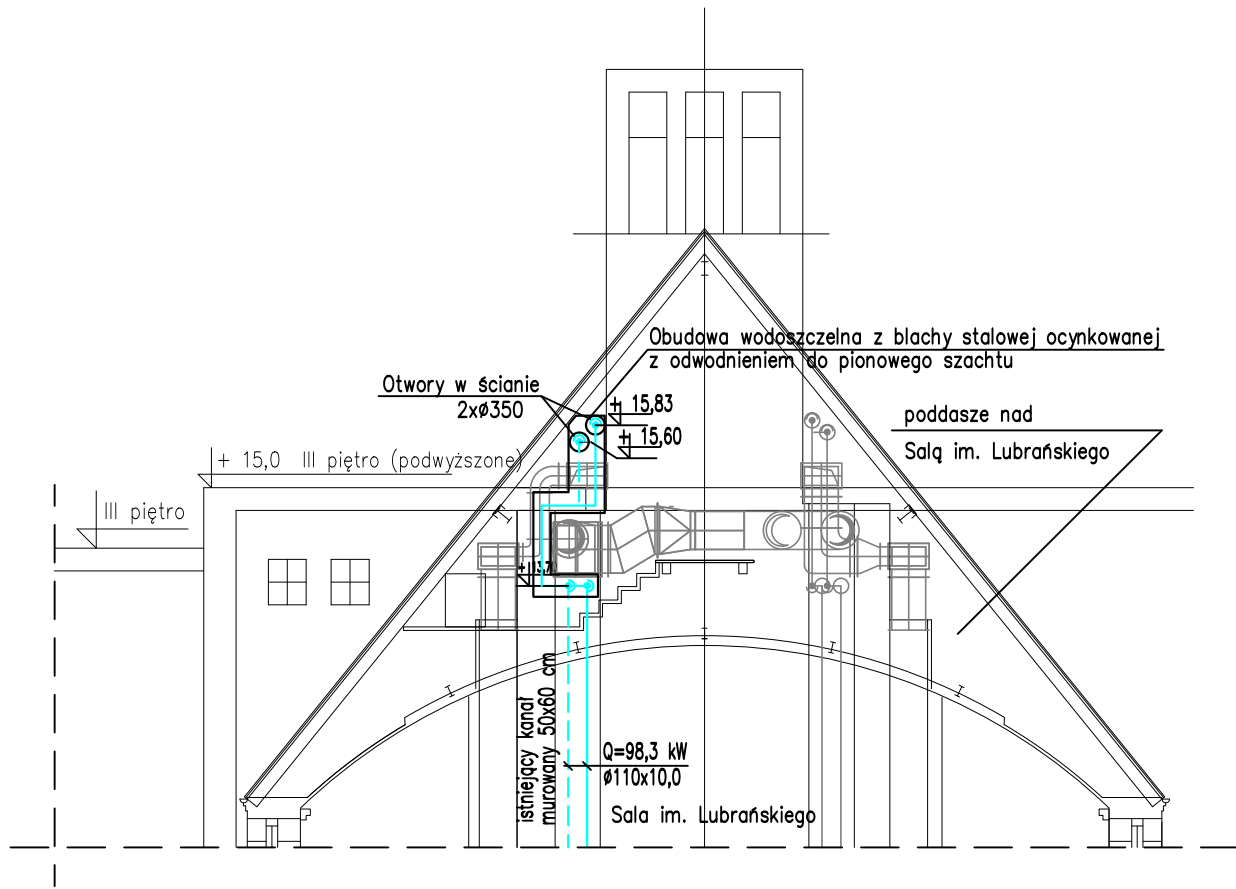 Obudowa wodoszczelna z blachy stalowej ocynkowanej
z odwodnieniem do pionowego szachtu
Otwory w ścianie
2xø350
+ 15,83
+ 15,60
poddasze nad
Salą im. Lubrańskiego
+ 15,0 III piętro (podwyższone)
III piętro
istniejący kanał
murowany 50x60 cm
Q=98,3 kW
ø110x10,0
Sala im. Lubrańskiego